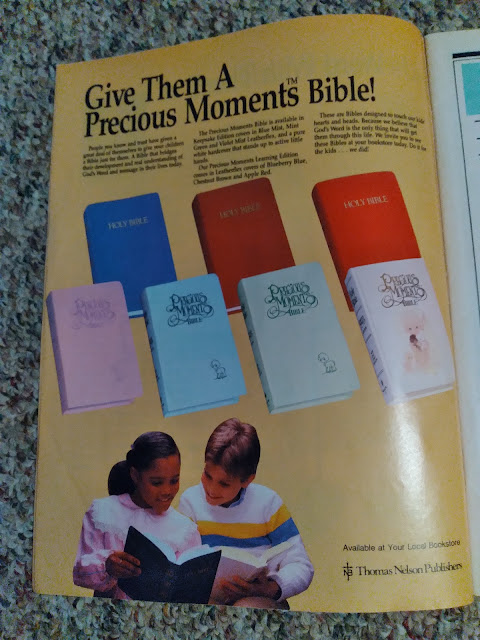 Give Them A
Precious Moments™ Bible!
People you know and trust have given a
great deal of themselves to give your children
a Bible just for them. A Bible that bridges
their development and real understanding of
God's Word and message in their lives today.
The Precious Moments Bible is available in
Keepsake Edition covers in Blue Mist, Mint
Green and Violet Mist Leatherflex, and a pure
white hardcover that stands up to active little
hands.
Our Precious Moments Learning Edition
comes in Leatherflex covers of Blueberry Blue,
Chestnut Brown and Apple Red.
These are Bibles designed to touch our kids'
hearts and heads. Because we believe that
God's Word is the only thing that will get
them through this life. We invite you to see
these Bibles at your bookstore today. Do it for
the kids . . . we did!
HOLY BIBLE
HOLY BIBLE
HOLY BIBLE
PRECIOUS
MOMENTS
BIBLE
PRECIOUS
MOMENTS
BIBLE
PRECIOUS
MOMENTS
BIBLE
PRECIOUS
MOMENTS
BIBLE
Available at Your Local Bookstore
Thomas Nelson Publishers